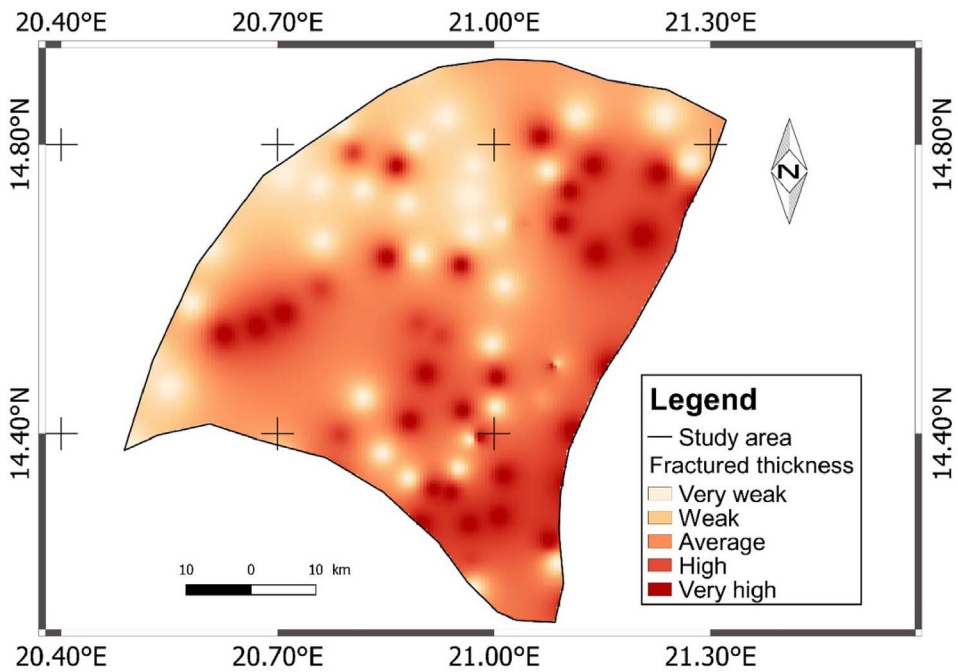 20.40°E 20.70°E 21.00°E 21.30°E
14.80°N 14.80°N
N
14.40°N 14.40°N
Legend
Study area
Fractured thickness
Very weak
Weak
Average
High
Very high
10 0 10 km
20.40°E 20.70°E 21.00°E 21.30°E